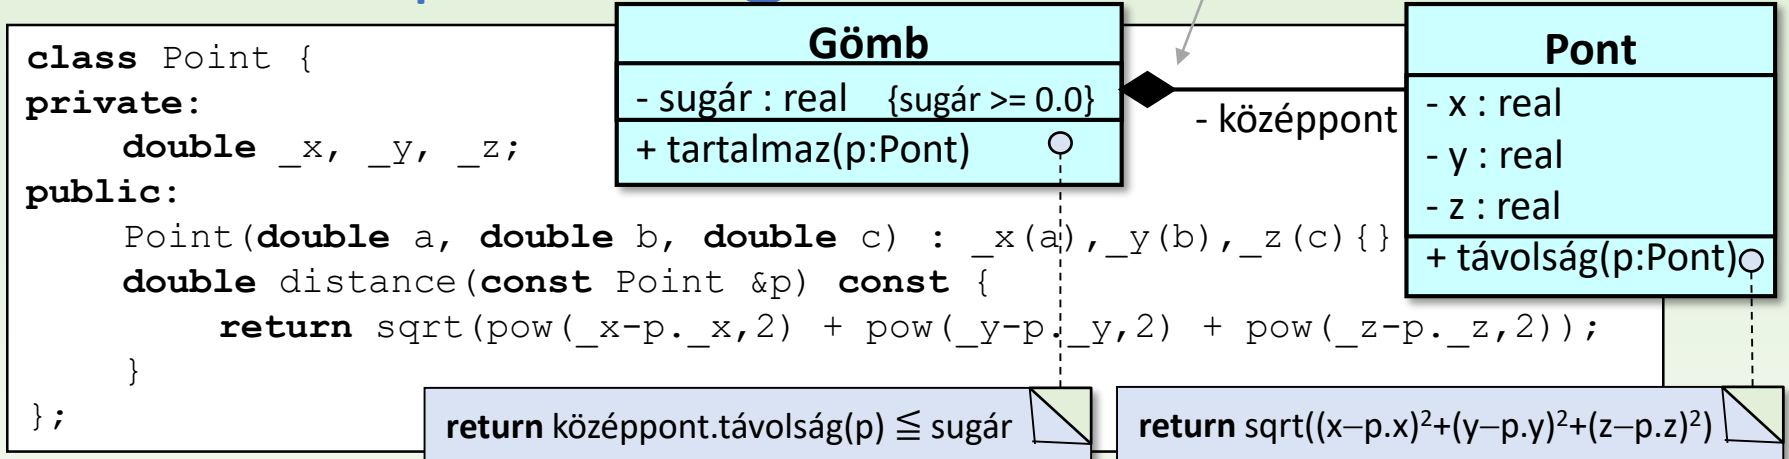 class Point {
private:
double _x, _y, _z;
public:
Point(double a, double b, double c) : _x(a),_y(b),_z(c){}
double distance(const Point &p) const {
return sqrt(pow(_x-p._x,2) + pow(_y-p._y,2) + pow(_z-p._z,2));
}
};
Gömb
- sugár : real {sugár >= 0.0}
+ tartalmaz(p:Pont)
- középpont
Pont
- x : real
- y : real
- z : real
+ távolság(p:Pont)
return középpont.távolság(p) ≦ sugár
return sqrt((x–p.x)²+(y–p.y)²+(z–p.z)²)